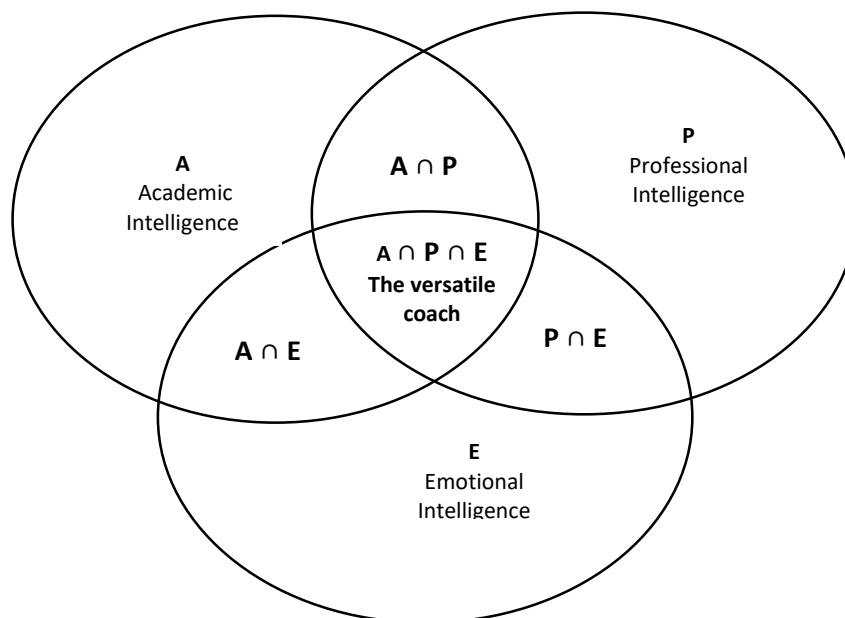 A
Academic
Intelligence
P
Professional
Intelligence
A ∩ P
A ∩ P ∩ E
The versatile
coach
A ∩ E
P ∩ E
E
Emotional
Intelligence